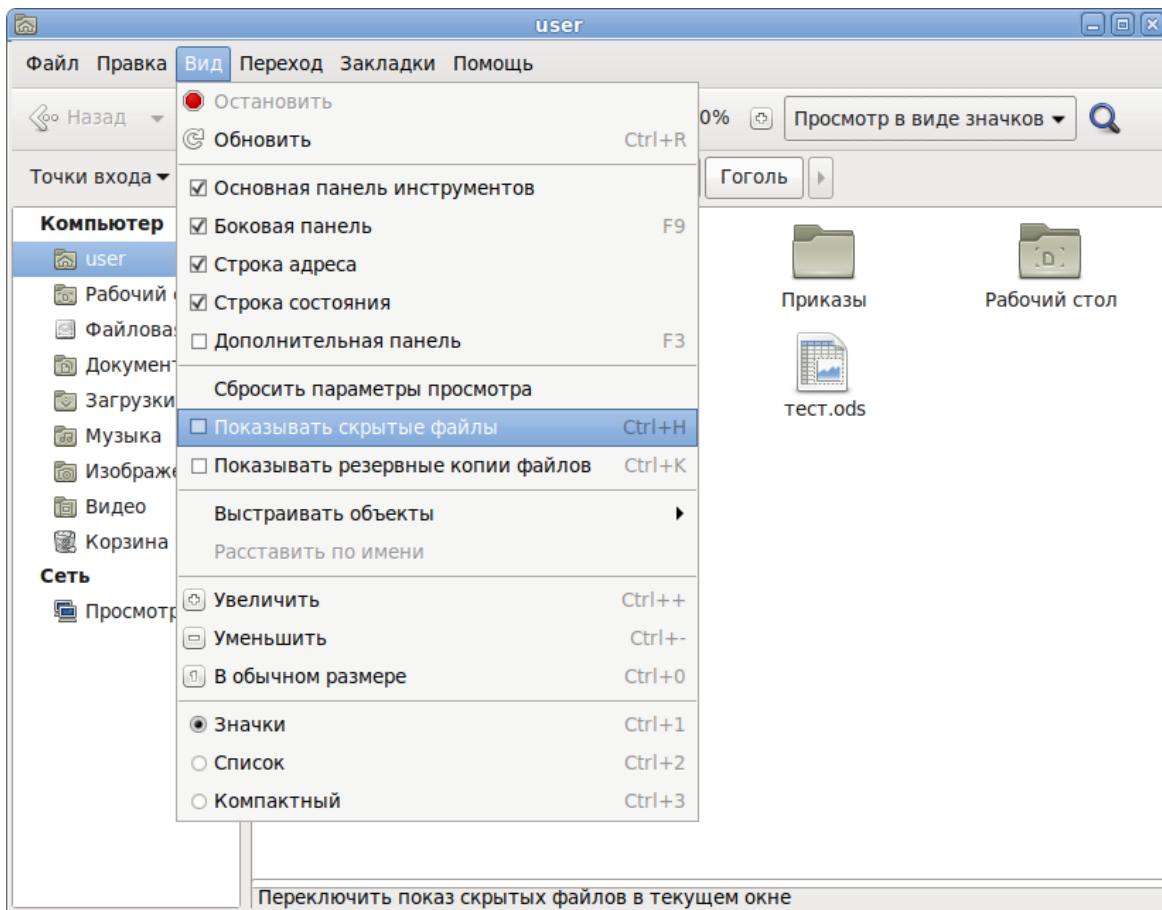 user
Файл Правка Вид Переход Закладки Помощь
Назад
0% Просмотр в виде значков
Точки входа
Гоголь
Остановить
Обновить Ctrl+R
Основная панель инструментов
Боковая панель F9
Строка адреса
Строка состояния
Дополнительная панель F3
Сбросить параметры просмотра
Показывать скрытые файлы Ctrl+H
Показывать резервные копии файлов Ctrl+K
Выстраивать объекты
Расставить по имени
Увеличить Ctrl++
Уменьшить Ctrl+-
В обычном размере Ctrl+0
Значки Ctrl+1
Список Ctrl+2
Компактный Ctrl+3
Компьютер
user
Рабочий
Файловая
Документ
Загрузки
Музыка
Изображе
Видео
Корзина
Сеть
Просмотр
Приказы
Рабочий стол
тест.ods
Переключить показ скрытых файлов в текущем окне